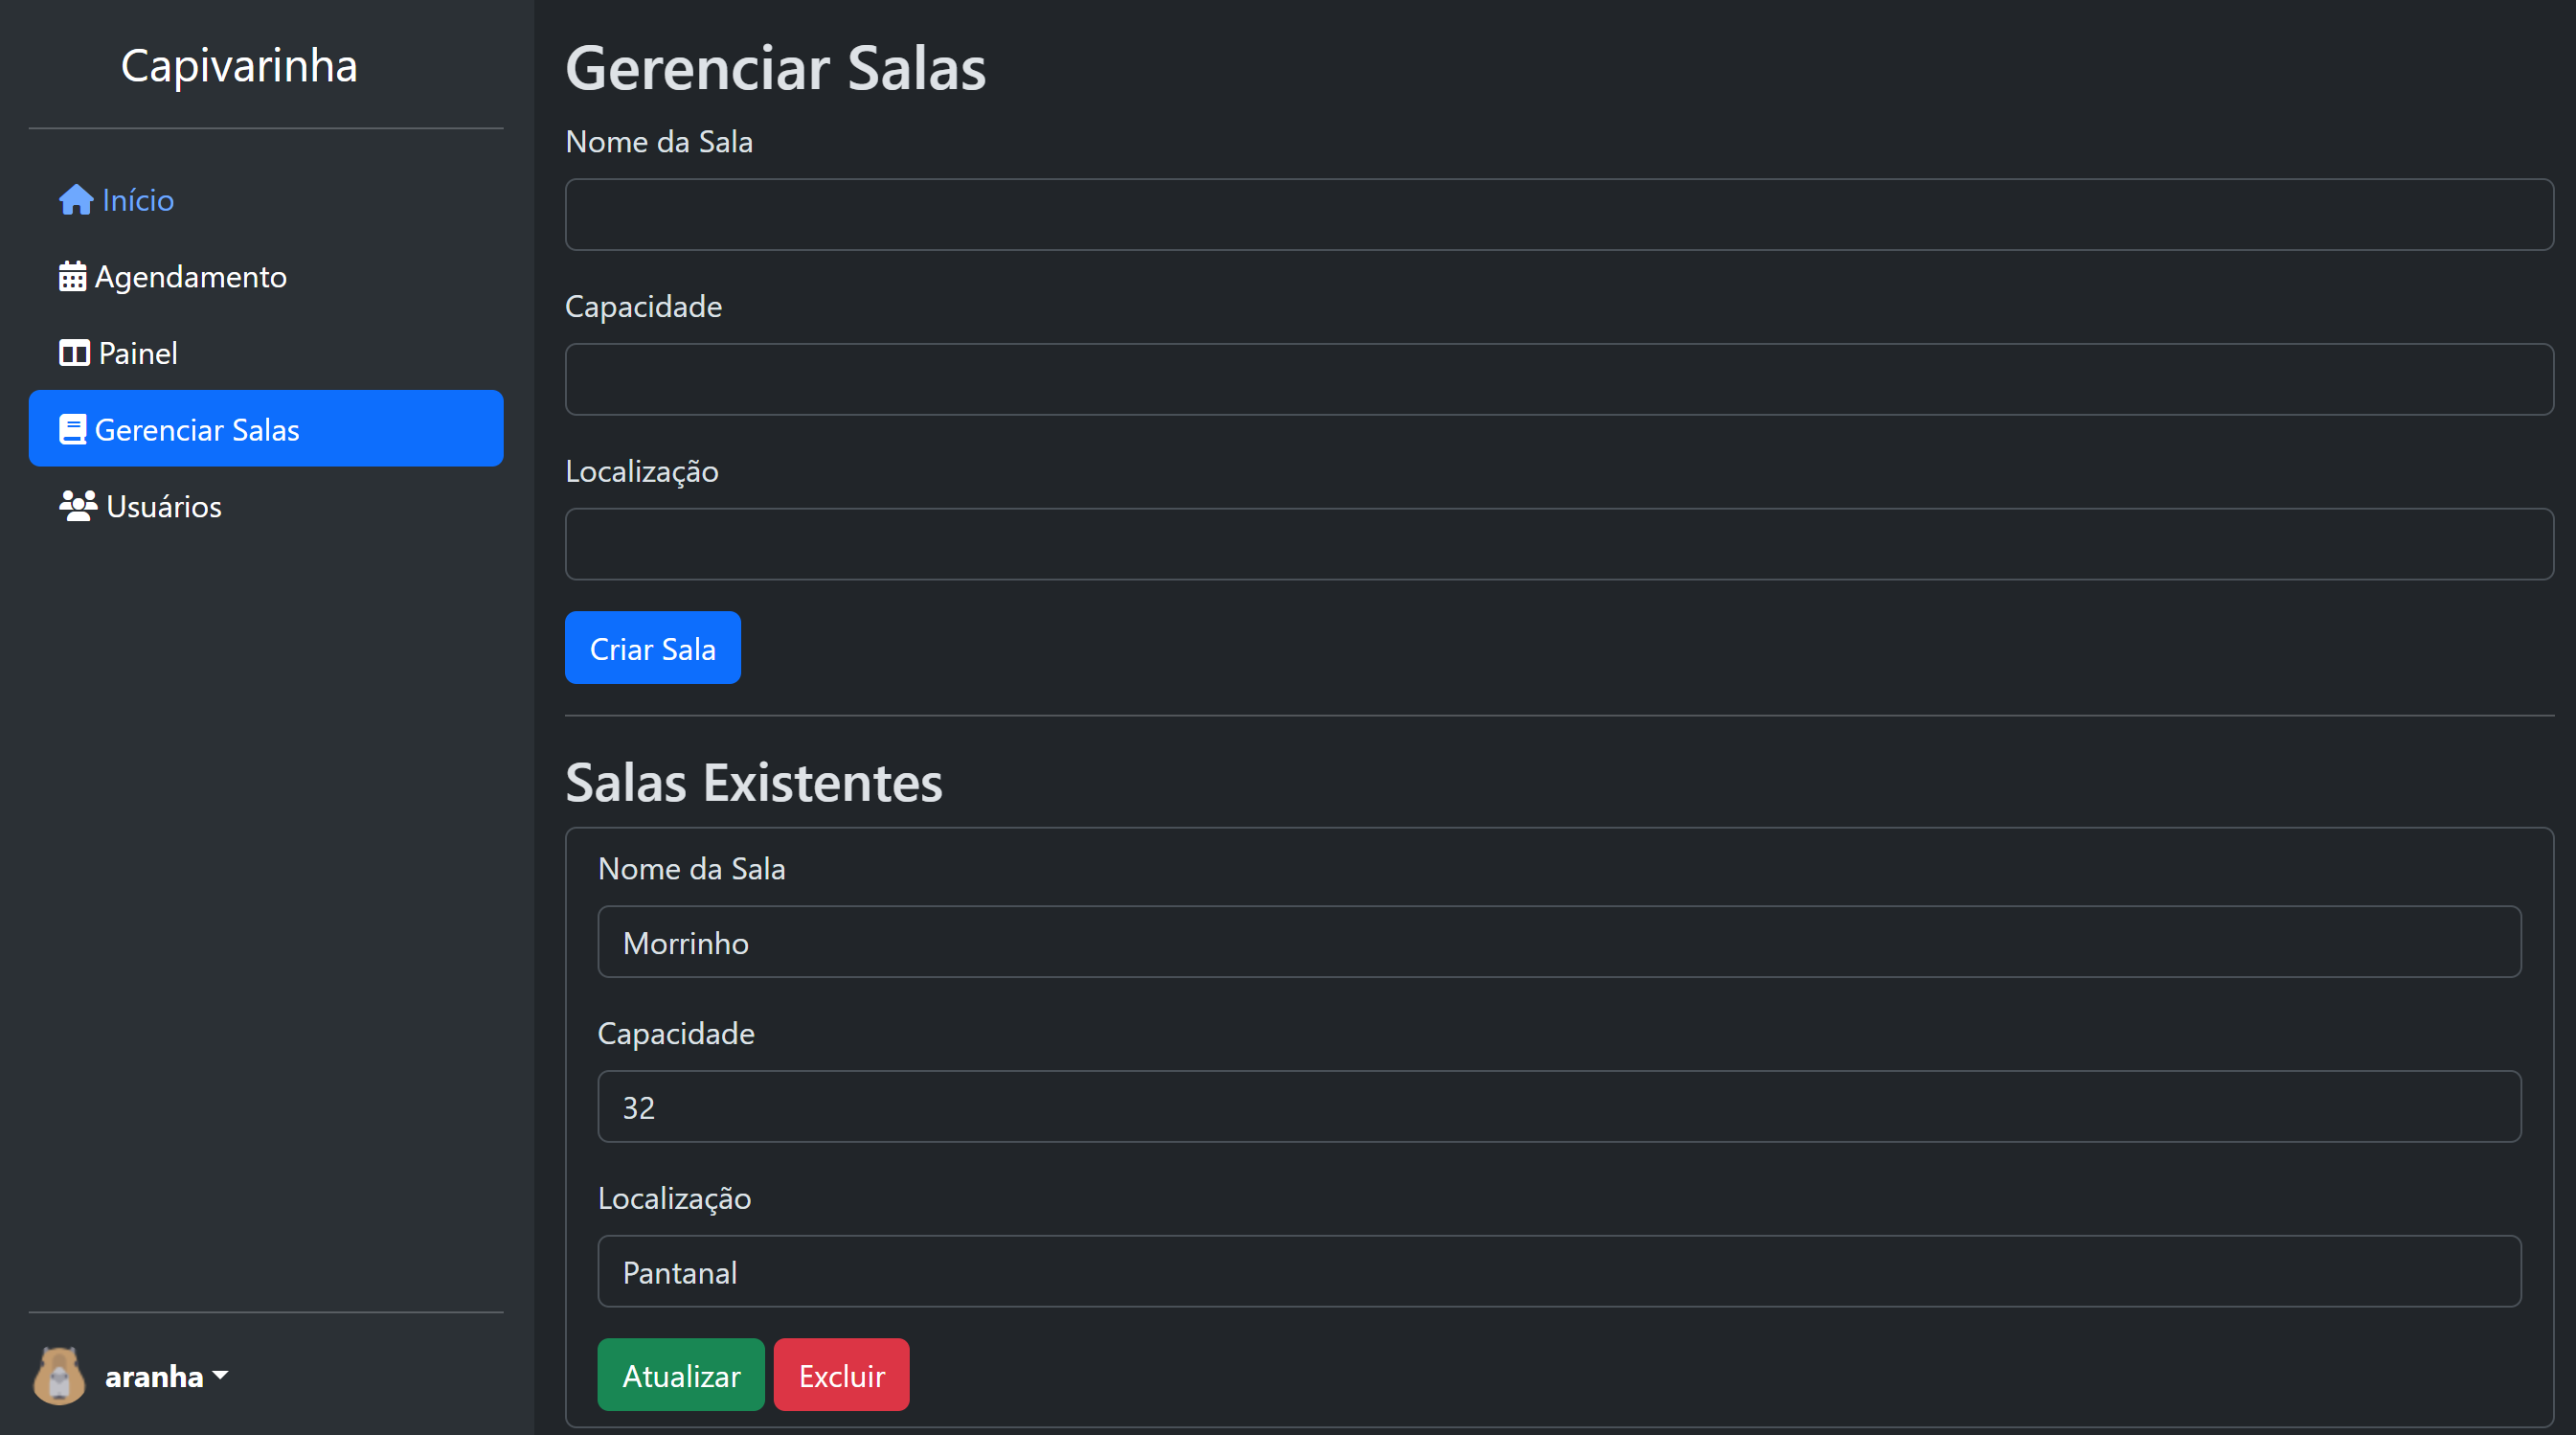 Capivarinha
Início
Agendamento
Painel
Gerenciar Salas
Usuários
aranha
Gerenciar Salas
Nome da Sala
Capacidade
Localização
Criar Sala
Salas Existentes
Nome da Sala
Morrinho
Capacidade
32
Localização
Pantanal
Atualizar Excluir